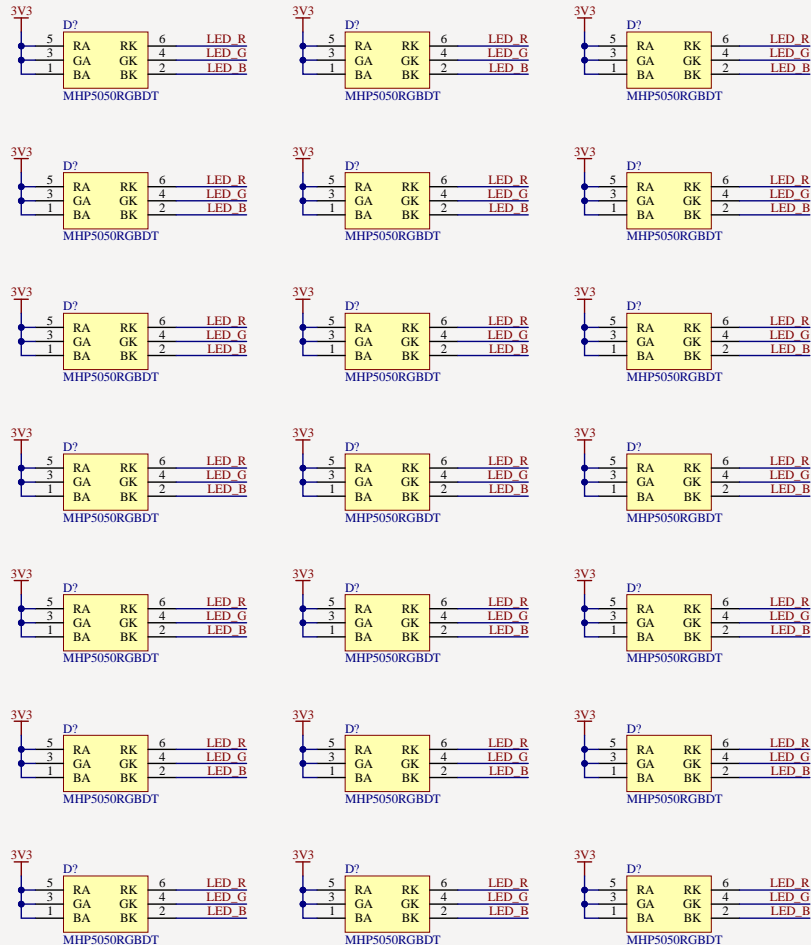 3V3 3V3 3V3
D? D? D?
5 RA RK 6 LED_R 5 RA RK 6 LED_R 5 RA RK 6 LED_R
3 GA GK 4 LED_G 3 GA GK 4 LED_G 3 GA GK 4 LED_G
1 BA BK 2 LED_B 1 BA BK 2 LED_B 1 BA BK 2 LED_B
MHP5050RGBDT MHP5050RGBDT MHP5050RGBDT
3V3 3V3 3V3
D? D? D?
5 RA RK 6 LED_R 5 RA RK 6 LED_R 5 RA RK 6 LED_R
3 GA GK 4 LED_G 3 GA GK 4 LED_G 3 GA GK 4 LED_G
1 BA BK 2 LED_B 1 BA BK 2 LED_B 1 BA BK 2 LED_B
MHP5050RGBDT MHP5050RGBDT MHP5050RGBDT
3V3 3V3 3V3
D? D? D?
5 RA RK 6 LED_R 5 RA RK 6 LED_R 5 RA RK 6 LED_R
3 GA GK 4 LED_G 3 GA GK 4 LED_G 3 GA GK 4 LED_G
1 BA BK 2 LED_B 1 BA BK 2 LED_B 1 BA BK 2 LED_B
MHP5050RGBDT MHP5050RGBDT MHP5050RGBDT
3V3 3V3 3V3
D? D? D?
5 RA RK 6 LED_R 5 RA RK 6 LED_R 5 RA RK 6 LED_R
3 GA GK 4 LED_G 3 GA GK 4 LED_G 3 GA GK 4 LED_G
1 BA BK 2 LED_B 1 BA BK 2 LED_B 1 BA BK 2 LED_B
MHP5050RGBDT MHP5050RGBDT MHP5050RGBDT
3V3 3V3 3V3
D? D? D?
5 RA RK 6 LED_R 5 RA RK 6 LED_R 5 RA RK 6 LED_R
3 GA GK 4 LED_G 3 GA GK 4 LED_G 3 GA GK 4 LED_G
1 BA BK 2 LED_B 1 BA BK 2 LED_B 1 BA BK 2 LED_B
MHP5050RGBDT MHP5050RGBDT MHP5050RGBDT
3V3 3V3 3V3
D? D? D?
5 RA RK 6 LED_R 5 RA RK 6 LED_R 5 RA RK 6 LED_R
3 GA GK 4 LED_G 3 GA GK 4 LED_G 3 GA GK 4 LED_G
1 BA BK 2 LED_B 1 BA BK 2 LED_B 1 BA BK 2 LED_B
MHP5050RGBDT MHP5050RGBDT MHP5050RGBDT
3V3 3V3 3V3
D? D? D?
5 RA RK 6 LED_R 5 RA RK 6 LED_R 5 RA RK 6 LED_R
3 GA GK 4 LED_G 3 GA GK 4 LED_G 3 GA GK 4 LED_G
1 BA BK 2 LED_B 1 BA BK 2 LED_B 1 BA BK 2 LED_B
MHP5050RGBDT MHP5050RGBDT MHP5050RGBDT